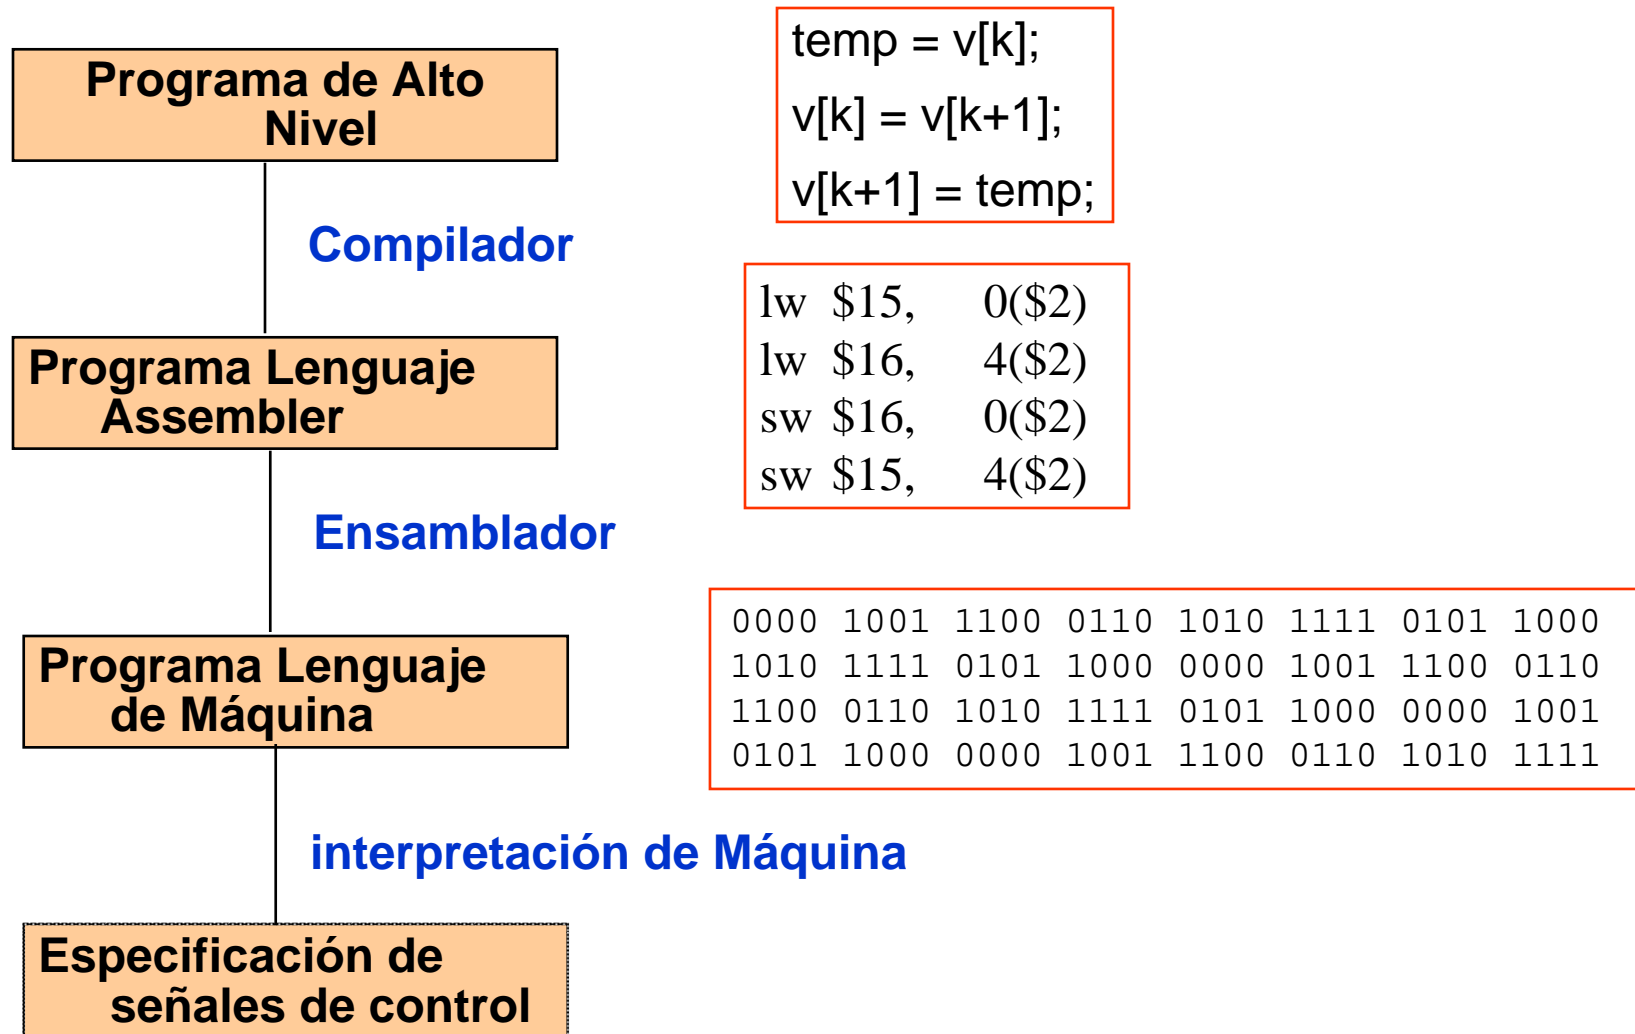 Programa de Alto
Nivel
temp = v[k];
v[k] = v[k+1];
v[k+1] = temp;
Compilador
Programa Lenguaje
Assembler
lw $15, 0($2)
lw $16, 4($2)
sw $16, 0($2)
sw $15, 4($2)
Ensamblador
Programa Lenguaje
de Máquina
0000 1001 1100 0110 1010 1111 0101 1000
1010 1111 0101 1000 0000 1001 1100 0110
1100 0110 1010 1111 0101 1000 0000 1001
0101 1000 0000 1001 1100 0110 1010 1111
interpretación de Máquina
Especificación de
señales de control